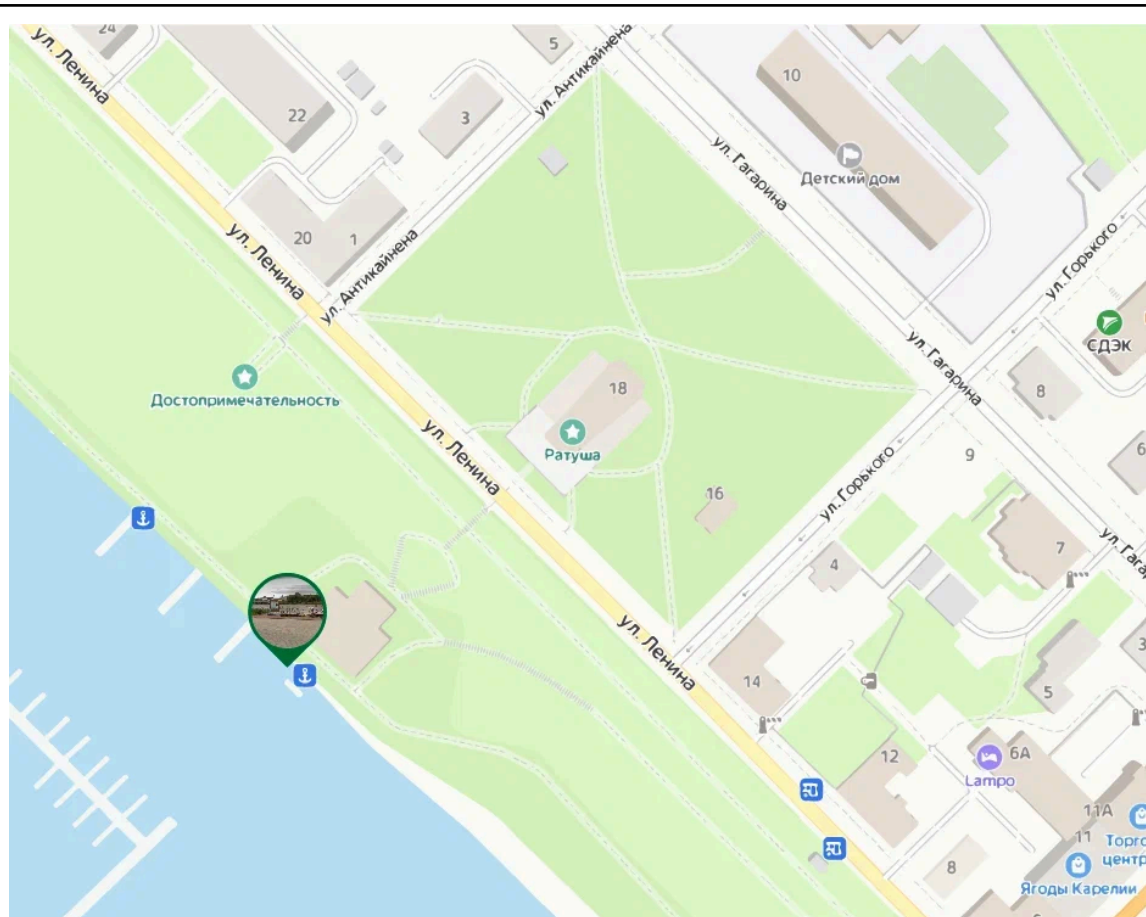 24
ул. Ленина
5
ул. Антикайнена
10
22
3
Детский дом
ул. Гагарина
20
1
ул. Ленина
ул. Антикайнена
ул. Горького
СДЭК
ул. Гагарина
Достопримечательность
18
8
Ратуша
ул. Ленина
ул. Горького
9
6
16
4
7
ул. Гага
ул. Ленина
14
5
3
12
6А
Lampo
11А
11
Торго
центр
8
Ягоды Карелии